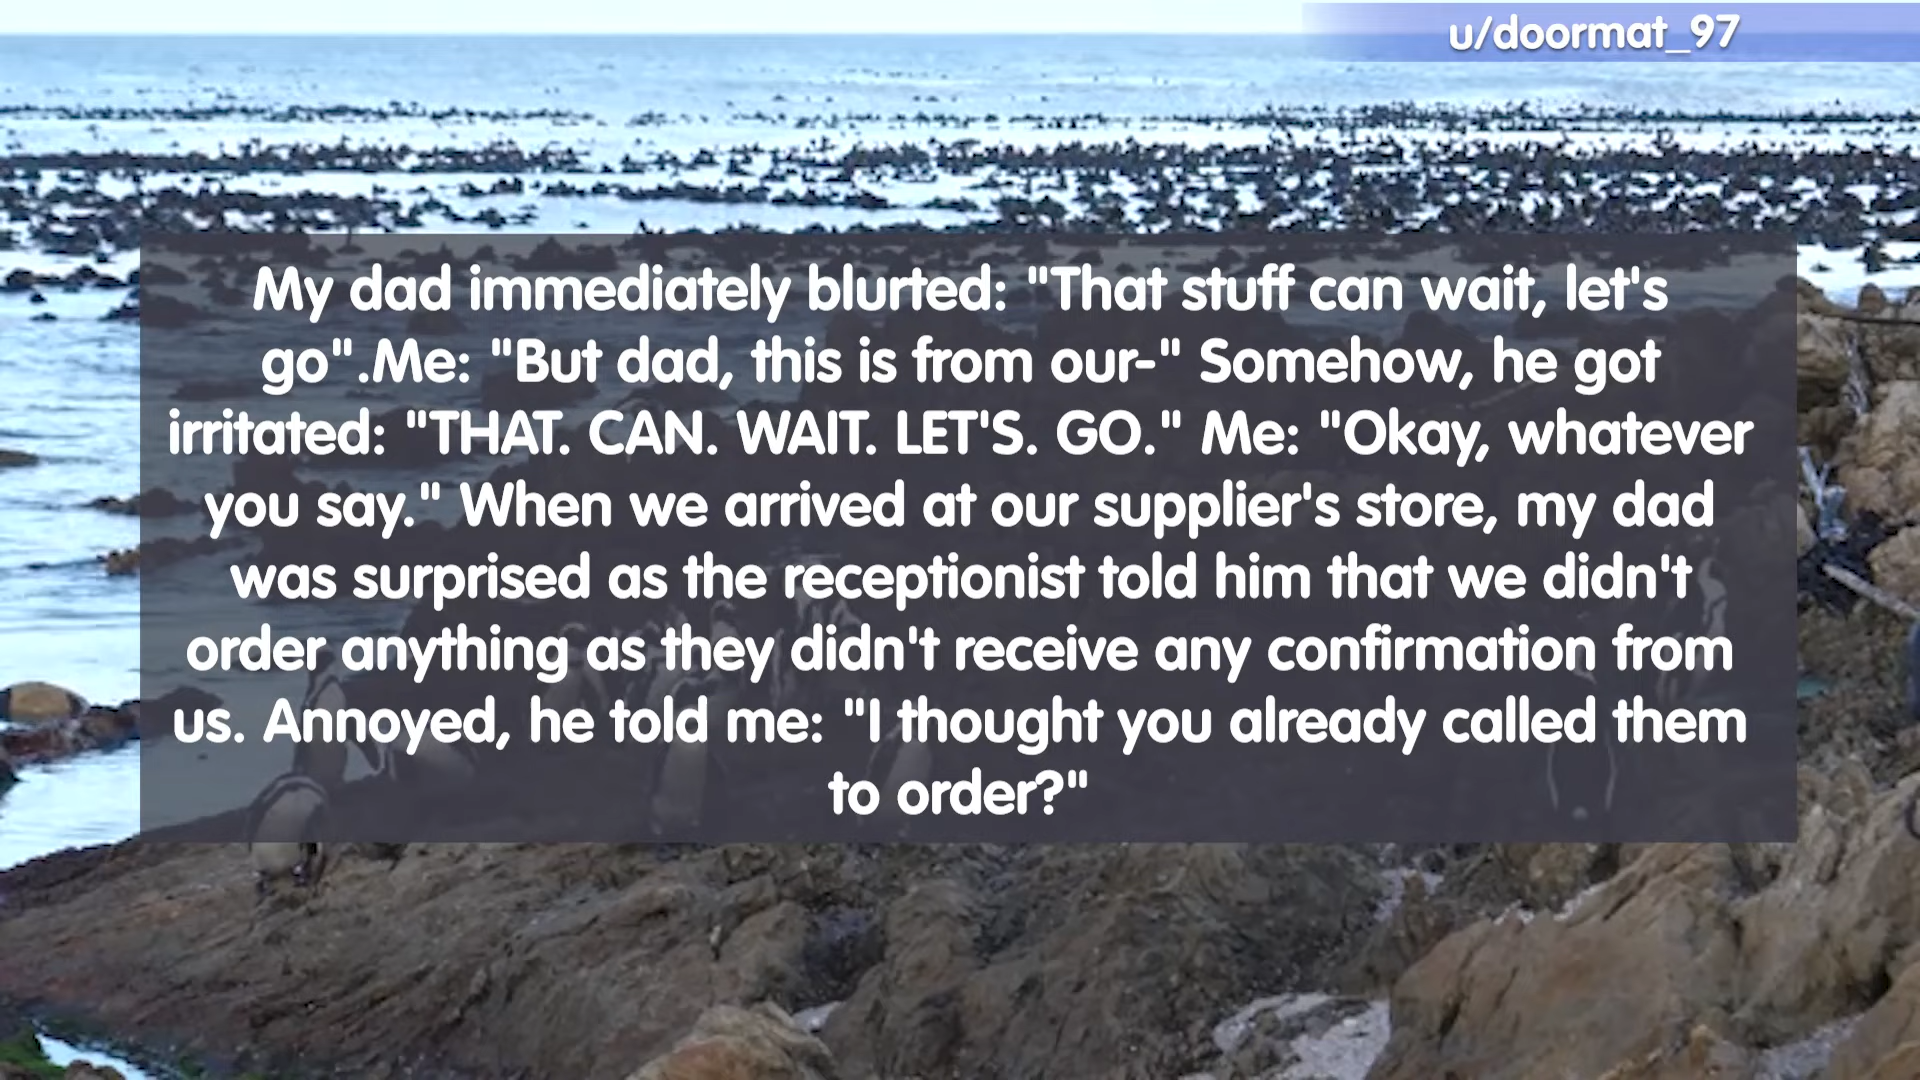 u/doormat_97
My dad immediately blurted: "That stuff can wait, let's
go".Me: "But dad, this is from our-" Somehow, he got
irritated: "THAT. CAN. WAIT. LET'S. GO." Me: "Okay, whatever
you say." When we arrived at our supplier's store, my dad
was surprised as the receptionist told him that we didn't
order anything as they didn't receive any confirmation from
us. Annoyed, he told me: "I thought you already called them
to order?"